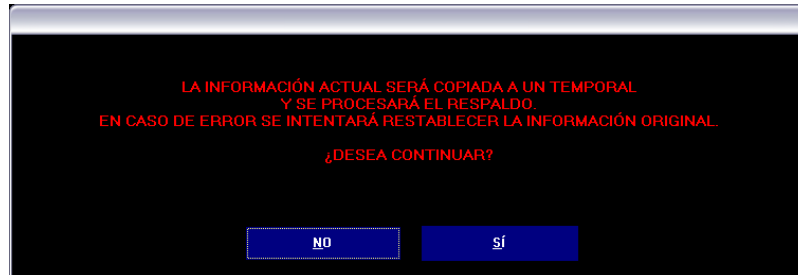 LA INFORMACIÓN ACTUAL SERÁ COPIADA A UN TEMPORAL
Y SE PROCESARÁ EL RESPALDO.
EN CASO DE ERROR SE INTENTARÁ RESTABLECER LA INFORMACIÓN ORIGINAL.
¿DESEA CONTINUAR?
NO SÍ